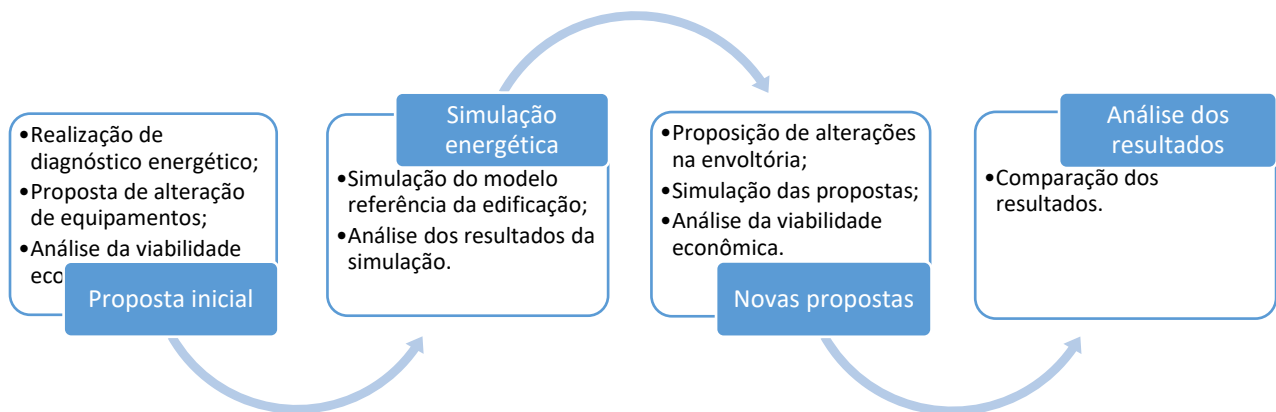 •Realização de
diagnóstico energético;
•Proposta de alteração
de equipamentos;
•Análise da viabilidade
Proposta inicial
Simulação
energética
•Simulação do modelo
referência da edificação;
•Análise dos resultados da
simulação.
•Proposição de alterações
na envoltória;
•Simulação das propostas;
•Análise da viabilidade
econômica.
Novas propostas
Análise dos
resultados
•Comparação dos
resultados.